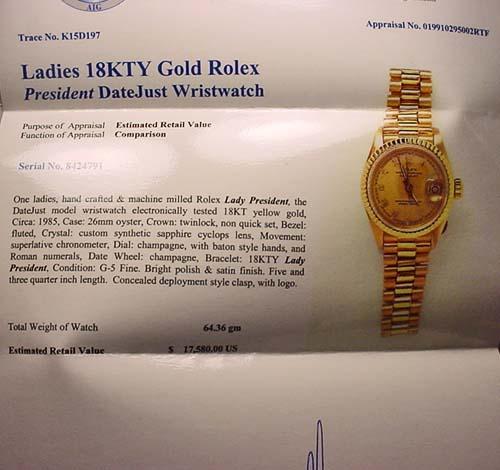 AIG
Trace No. K15D197
Appraisal No. 019910295002RTF
Ladies 18KTY Gold Rolex
President DateJust Wristwatch
Purpose of Appraisal Estimated Retail Value
Function of Appraisal Comparison
Serial No. 8424791
One ladies, hand crafted & machine milled Rolex Lady President, the
DateJust model wristwatch electronically tested 18KT yellow gold,
Circa: 1985, Case: 26mm oyster, Crown: twinlock, non quick set, Bezel:
fluted, Crystal: custom synthetic sapphire cyclops lens, Movement:
superlative chronometer, Dial: champagne, with baton style hands, and
Roman numerals, Date Wheel: champagne, Bracelet: 18KTY Lady
President, Condition: G-5 Fine. Bright polish & satin finish. Five and
three quarter inch length. Concealed deployment style clasp, with logo.
Total Weight of Watch 64.36 gm
Estimated Retail Value $ 17,580.00 US